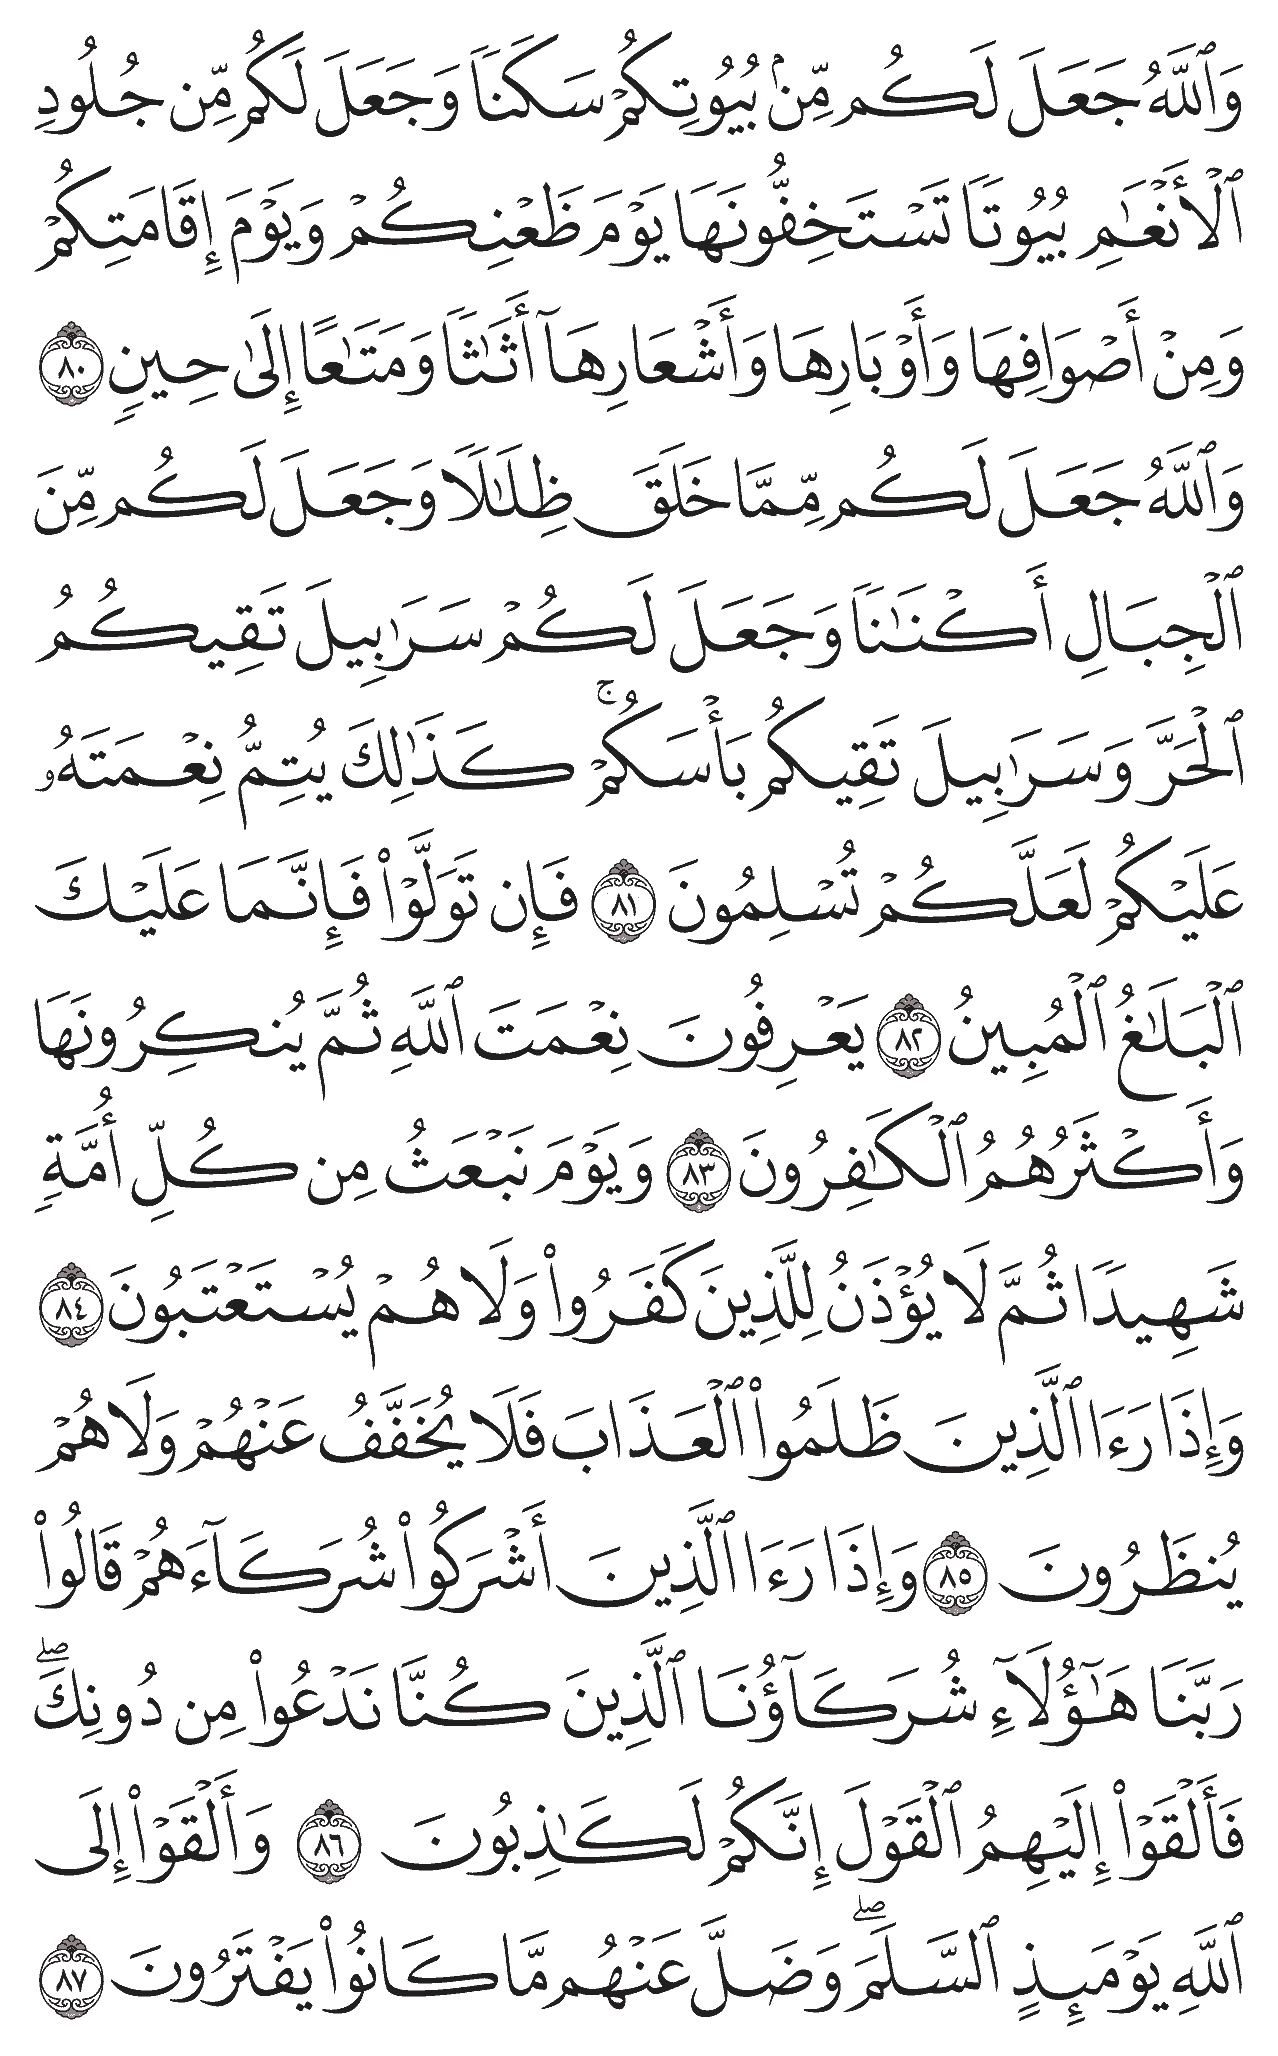 وَٱللَّهُ جَعَلَ لَكُم مِّنۢ بُيُوتِكُمْ سَكَنًا وَجَعَلَ لَكُم مِّن جُلُودِ
ٱلْأَنْعَٰمِ بُيُوتًا تَسْتَخِفُّونَهَا يَوْمَ ظَعْنِكُمْ وَيَوْمَ إِقَامَتِكُمْ
وَمِنْ أَصْوَافِهَا وَأَوْبَارِهَا وَأَشْعَارِهَآ أَثَٰثًا وَمَتَٰعًا إِلَىٰ حِينٍ ٨٠
وَٱللَّهُ جَعَلَ لَكُم مِّمَّا خَلَقَ ظِلَٰلًا وَجَعَلَ لَكُم مِّنَ
ٱلْجِبَالِ أَكْنَٰنًا وَجَعَلَ لَكُمْ سَرَٰبِيلَ تَقِيكُمُ
ٱلْحَرَّ وَسَرَٰبِيلَ تَقِيكُم بَأْسَكُمْۚ كَذَٰلِكَ يُتِمُّ نِعْمَتَهُۥ
عَلَيْكُمْ لَعَلَّكُمْ تُسْلِمُونَ ٨١ فَإِن تَوَلَّوْا۟ فَإِنَّمَا عَلَيْكَ
ٱلْبَلَٰغُ ٱلْمُبِينُ ٨٢ يَعْرِفُونَ نِعْمَتَ ٱللَّهِ ثُمَّ يُنكِرُونَهَا
وَأَكْثَرُهُمُ ٱلْكَٰفِرُونَ ٨٣ وَيَوْمَ نَبْعَثُ مِن كُلِّ أُمَّةٍ
شَهِيدًا ثُمَّ لَا يُؤْذَنُ لِلَّذِينَ كَفَرُوا۟ وَلَا هُمْ يُسْتَعْتَبُونَ ٨٤
وَإِذَا رَءَا ٱلَّذِينَ ظَلَمُوا۟ ٱلْعَذَابَ فَلَا يُخَفَّفُ عَنْهُمْ وَلَا هُمْ
يُنظَرُونَ ٨٥ وَإِذَا رَءَا ٱلَّذِينَ أَشْرَكُوا۟ شُرَكَآءَهُمْ قَالُوا۟
رَبَّنَا هَٰٓؤُلَآءِ شُرَكَآؤُنَا ٱلَّذِينَ كُنَّا نَدْعُوا۟ مِن دُونِكَۖ
فَأَلْقَوْا۟ إِلَيْهِمُ ٱلْقَوْلَ إِنَّكُمْ لَكَٰذِبُونَ ٨٦ وَأَلْقَوْا۟ إِلَى
ٱللَّهِ يَوْمَئِذٍ ٱلسَّلَمَۖ وَضَلَّ عَنْهُم مَّا كَانُوا۟ يَفْتَرُونَ ٨٧